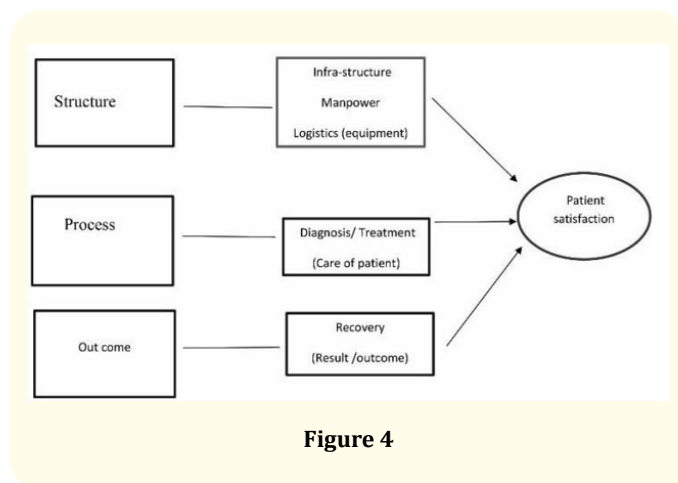 Structure
Infra-structure
Manpower
Logistics (equipment)
Patient
satisfaction
Process
Diagnosis/ Treatment
(Care of patient)
Out come
Recovery
(Result /outcome)
Figure 4